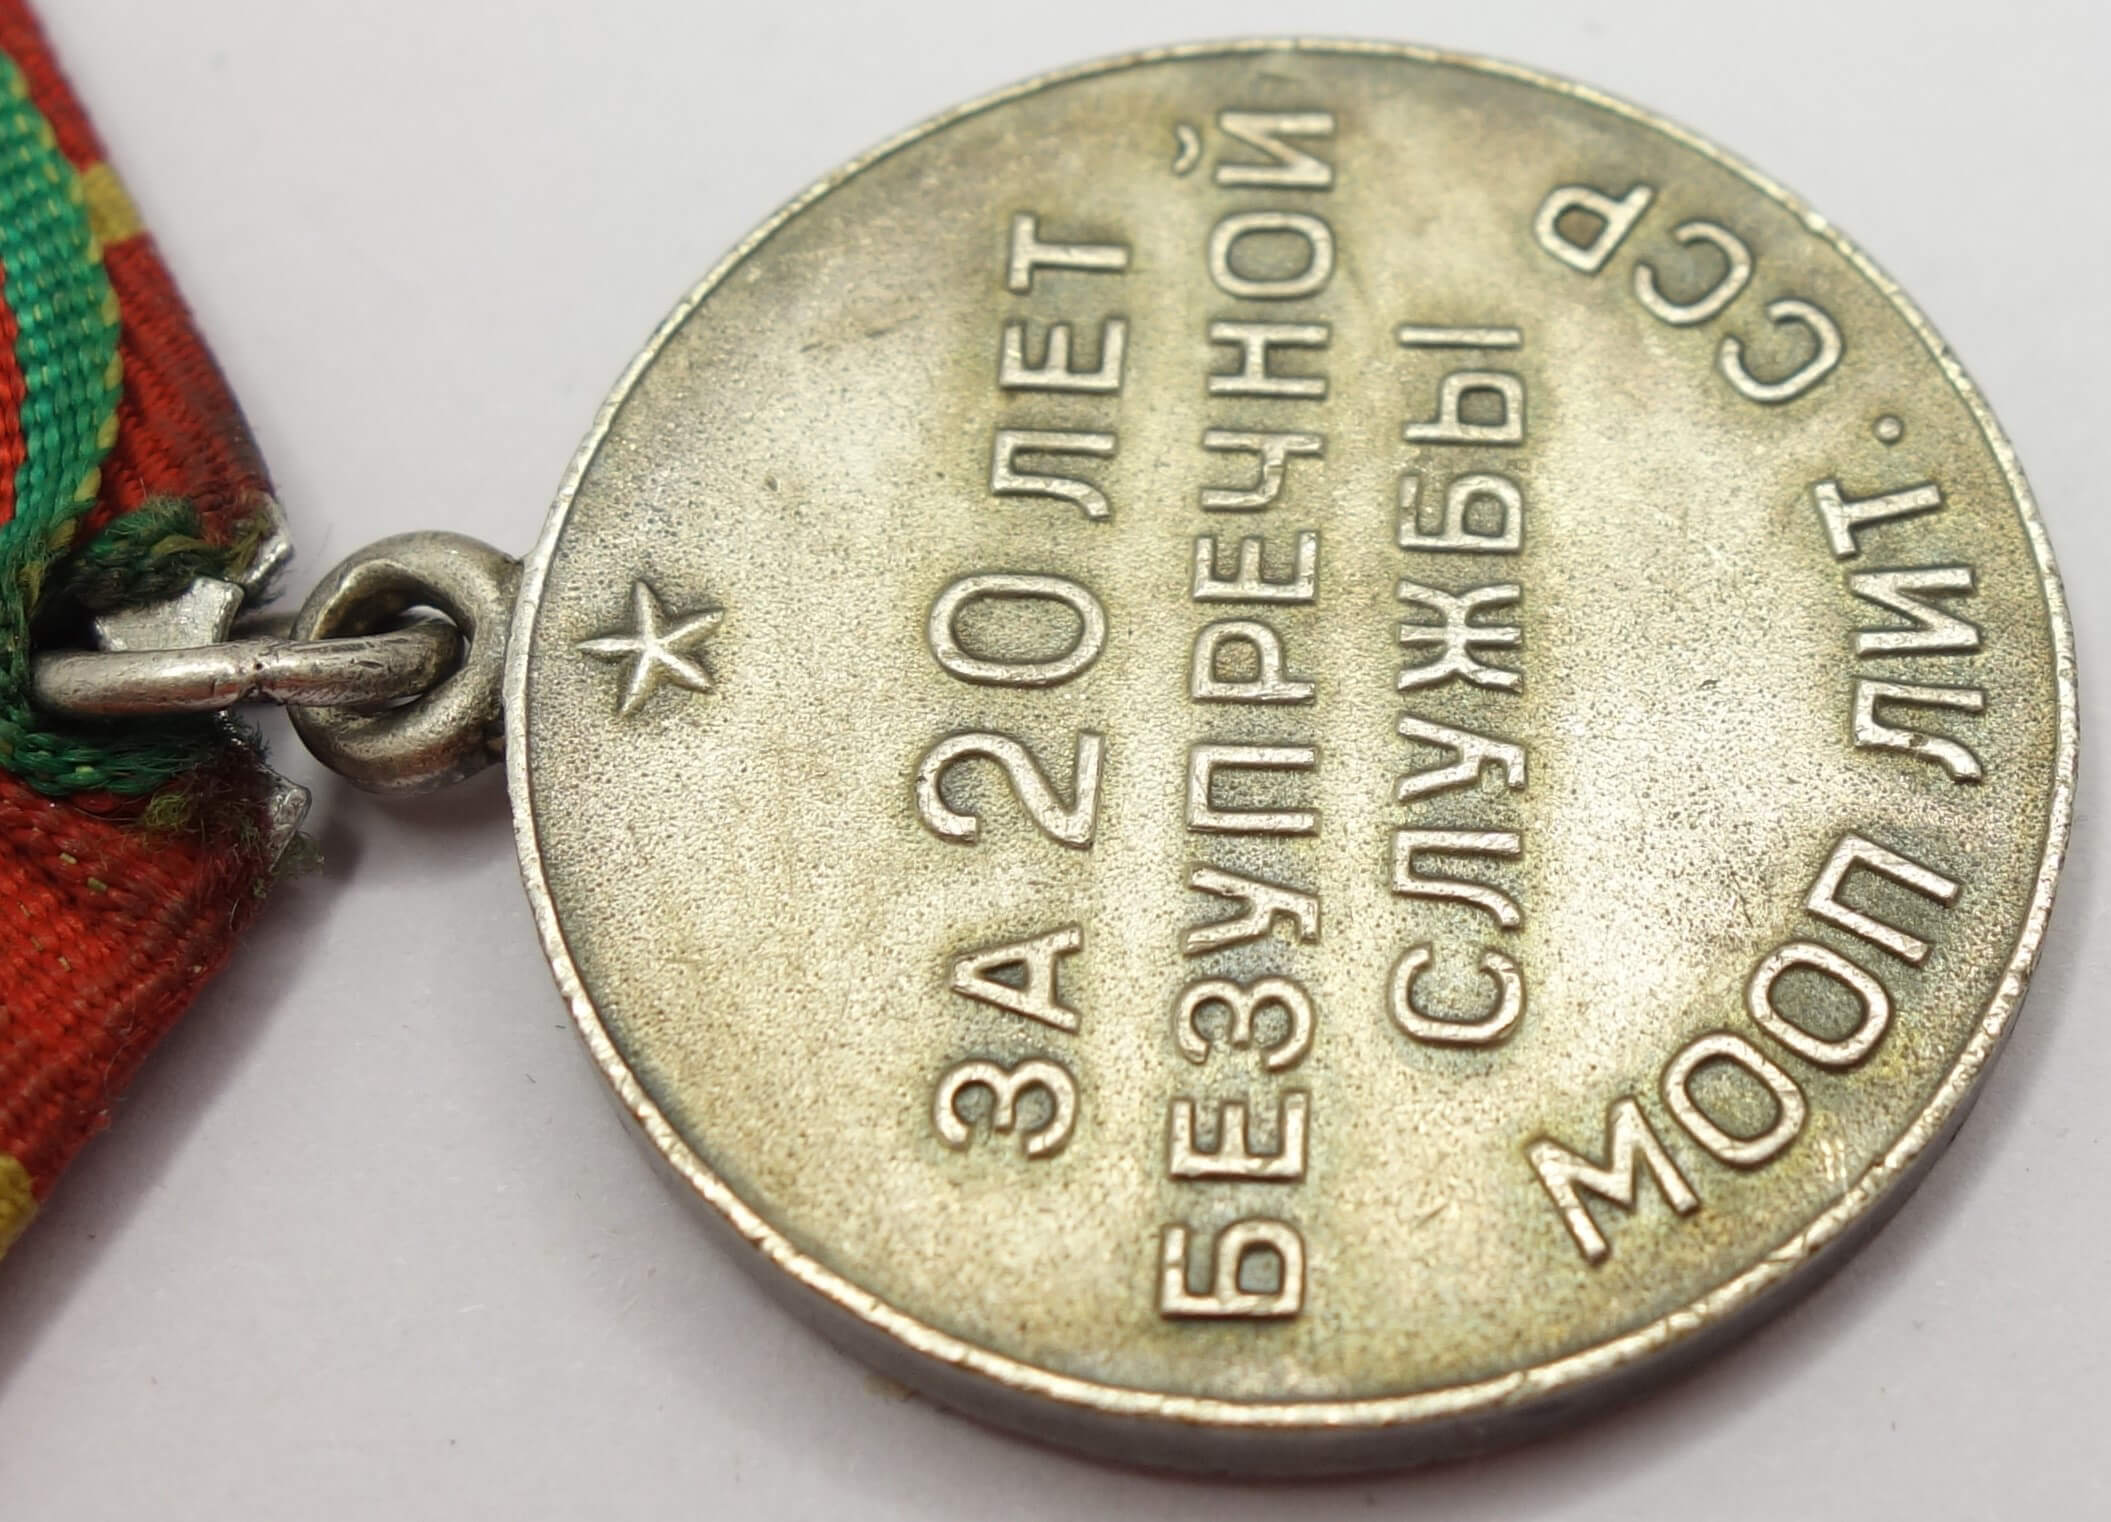 ЗА 20 ЛЕТ
БЕЗУПРЕЧНОЙ
СЛУЖБЫ
МООП ЛИТ. ССР